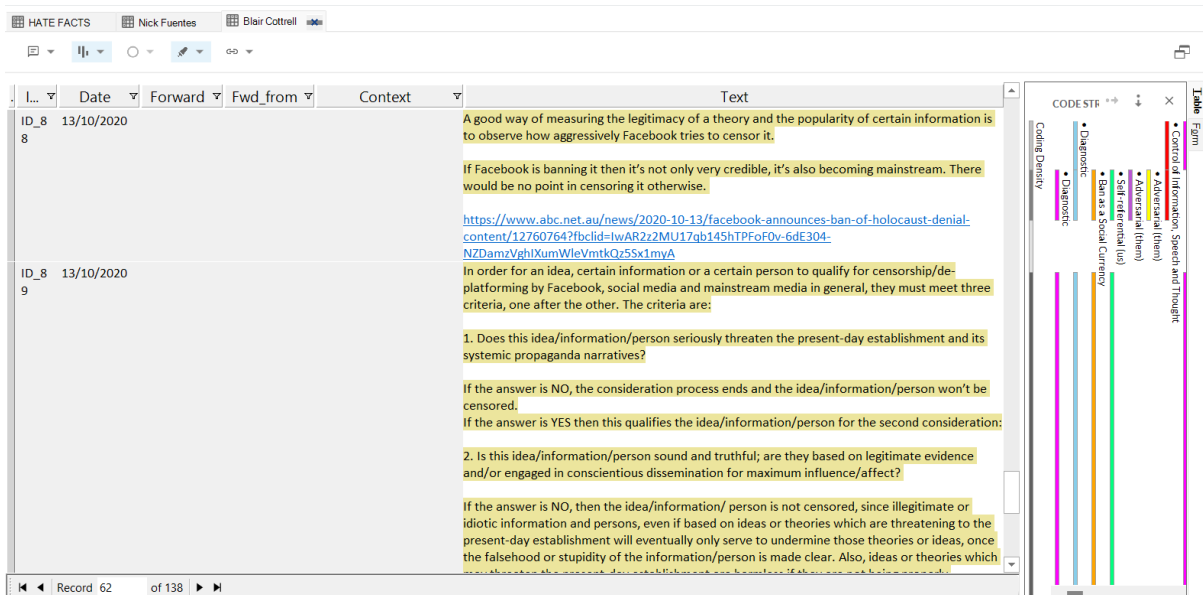 HATE FACTS
Nick Fuentes
Blair Cottrell
I...
Date
Forward
Fwd_from
Context
Text
ID_8
8
13/10/2020
A good way of measuring the legitimacy of a theory and the popularity of certain information is
to observe how aggressively Facebook tries to censor it.
If Facebook is banning it then it's not only very credible, it's also becoming mainstream. There
would be no point in censoring it otherwise.
https://www.abc.net.au/news/2020-10-13/facebook-announces-ban-of-holocaust-denial-
content/12760764?fbclid=IwAR2z2MU17qb145hTPFoF0v-6dE304-
NZDamzVghIXumWleVmtkQz5Sx1myA
ID_8
9
13/10/2020
In order for an idea, certain information or a certain person to qualify for censorship/de-
platforming by Facebook, social media and mainstream media in general, they must meet three
criteria, one after the other. The criteria are:
1. Does this idea/information/person seriously threaten the present-day establishment and its
systemic propaganda narratives?
If the answer is NO, the consideration process ends and the idea/information/person won't be
censored.
If the answer is YES then this qualifies the idea/information/person for the second consideration:
2. Is this idea/information/person sound and truthful; are they based on legitimate evidence
and/or engaged in conscientious dissemination for maximum influence/affect?
If the answer is NO, then the idea/information/ person is not censored, since illegitimate or
idiotic information and persons, even if based on ideas or theories which are threatening to the
present-day establishment will eventually only serve to undermine those theories or ideas, once
the falsehood or stupidity of the information/person is made clear. Also, ideas or theories which
Record 62 of 138
CODE STR
Coding Density
Diagnostic
Diagnostic
Ban as a Social Currency
Self-referential (us)
Adversarial (them)
Adversarial (them)
Control of Information, Speech and Thought
Table
Form